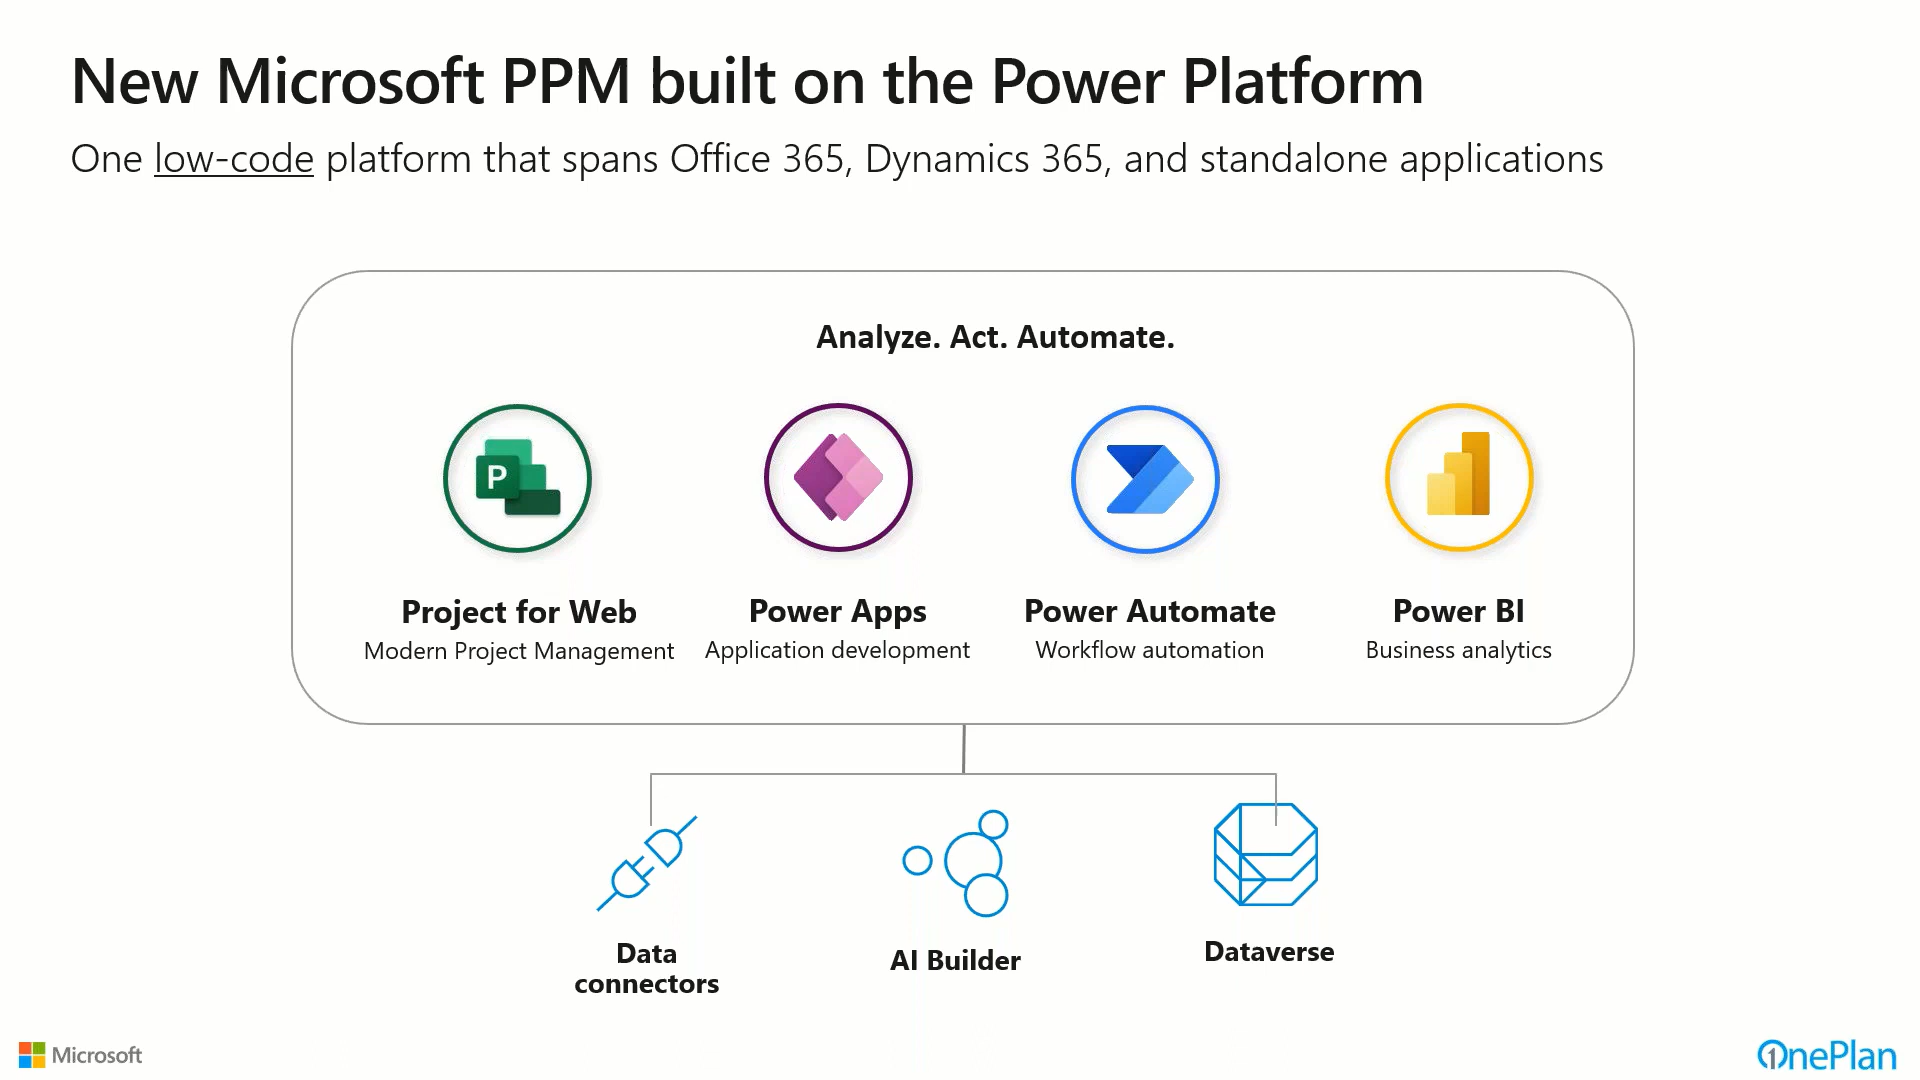 New Microsoft PPM built on the Power Platform
One low-code platform that spans Office 365, Dynamics 365, and standalone applications
Analyze. Act. Automate.
P
Project for Web
Modern Project Management
Power Apps
Application development
Power Automate
Workflow automation
Power BI
Business analytics
Data
connectors
AI Builder
Dataverse
Microsoft
OnePlan